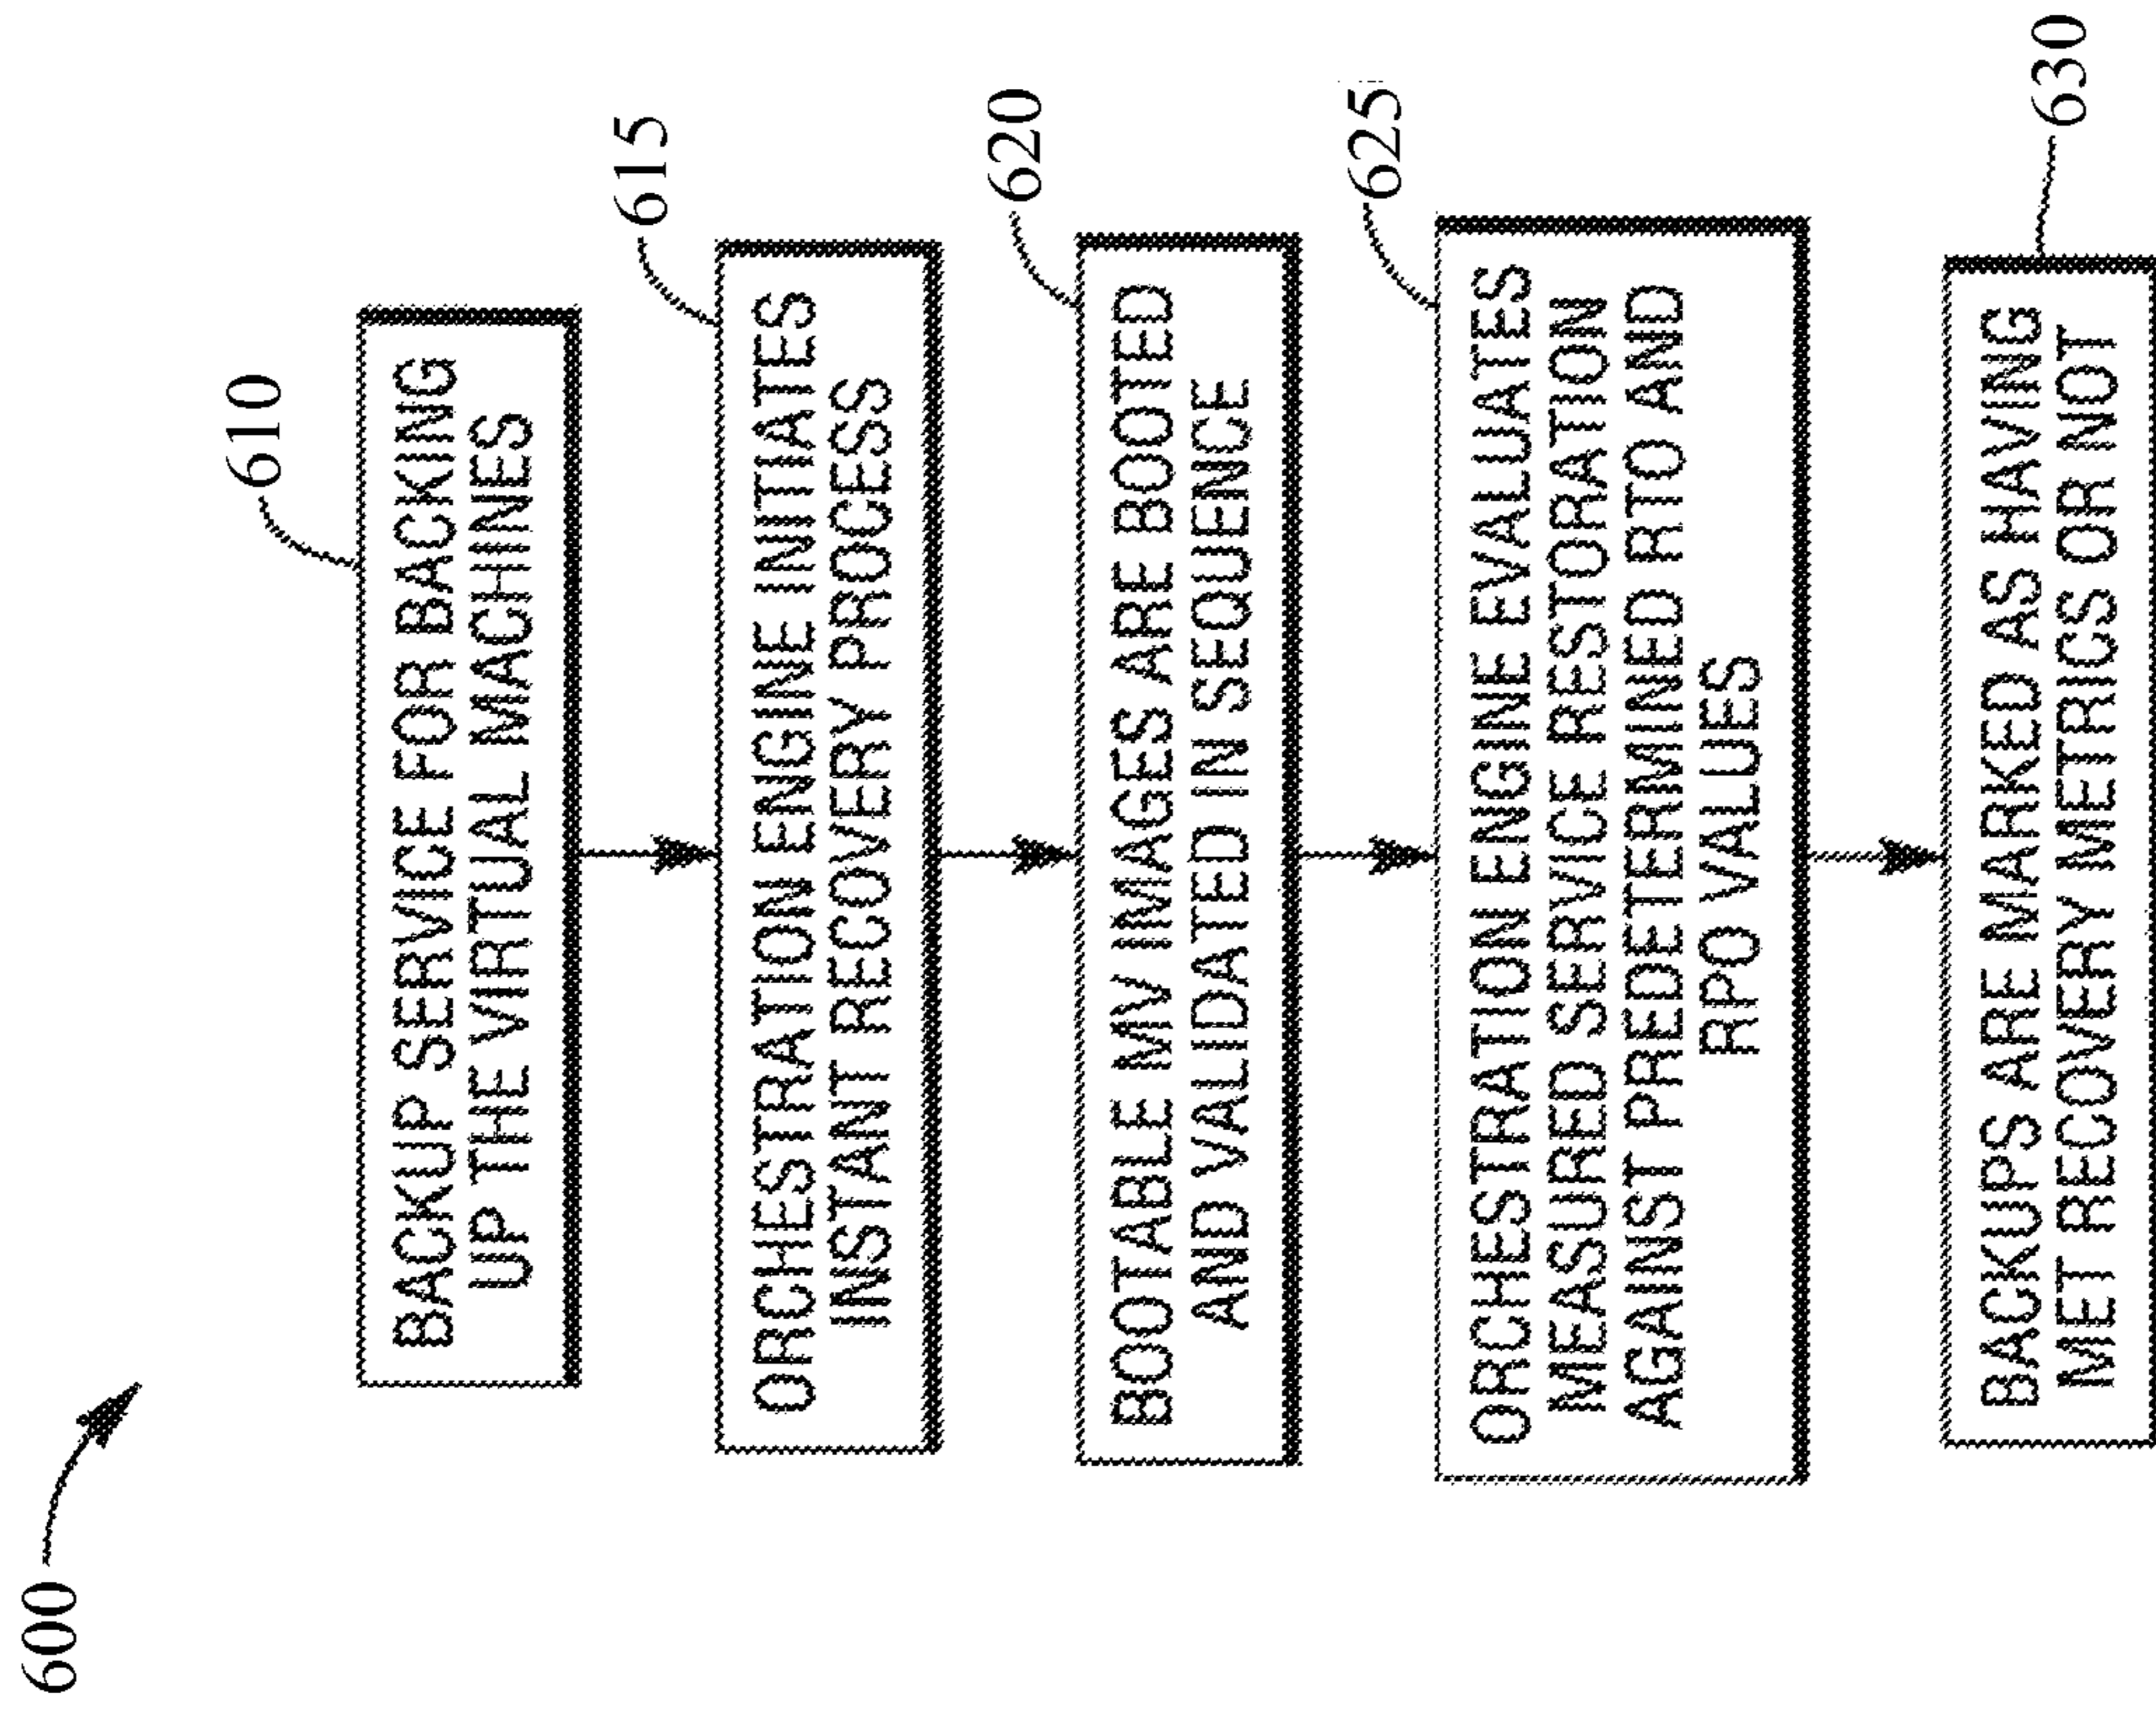 600
610
BACKUP SERVICE FOR BACKING
UP THE VIRTUAL MACHINES
615
ORCHESTRATION ENGINE INITIATES
INSTANT RECOVERY PROCESS
620
BOOTABLE MV IMAGES ARE BOOTED
AND VALIDATED IN SEQUENCE
625
ORCHESTRATION ENGINE EVALUATES
MEASURED SERVICE RESTORATION
AGAINST PREDETERMINED RTO AND
RPO VALUES
630
BACKUPS ARE MARKED AS HAVING
MET RECOVERY METRICS OR NOT